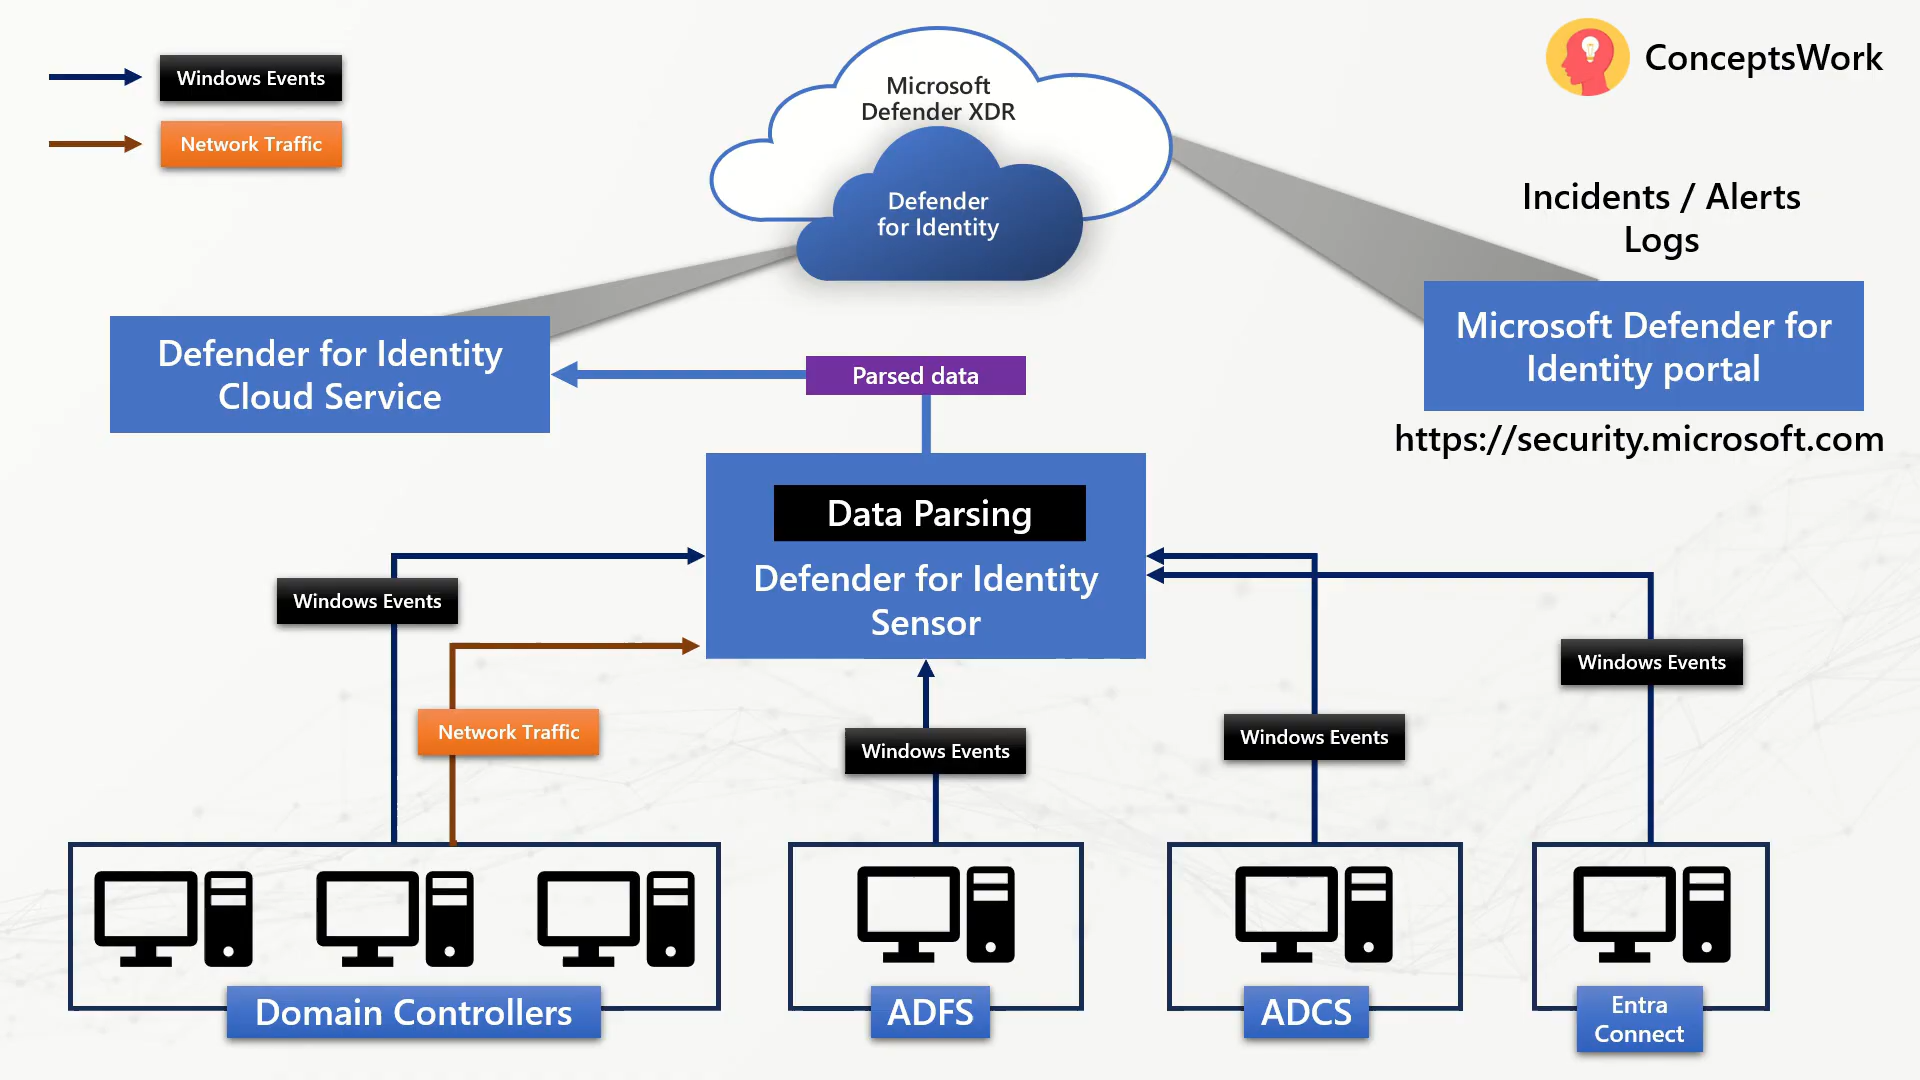 Windows Events
Network Traffic
Microsoft
Defender XDR
Defender
for Identity
ConceptsWork
Incidents / Alerts
Logs
Microsoft Defender for
Identity portal
https://security.microsoft.com
Defender for Identity
Cloud Service
Parsed data
Data Parsing
Defender for Identity
Sensor
Windows Events
Network Traffic
Windows Events
Windows Events
Windows Events
Domain Controllers
ADFS
ADCS
Entra
Connect